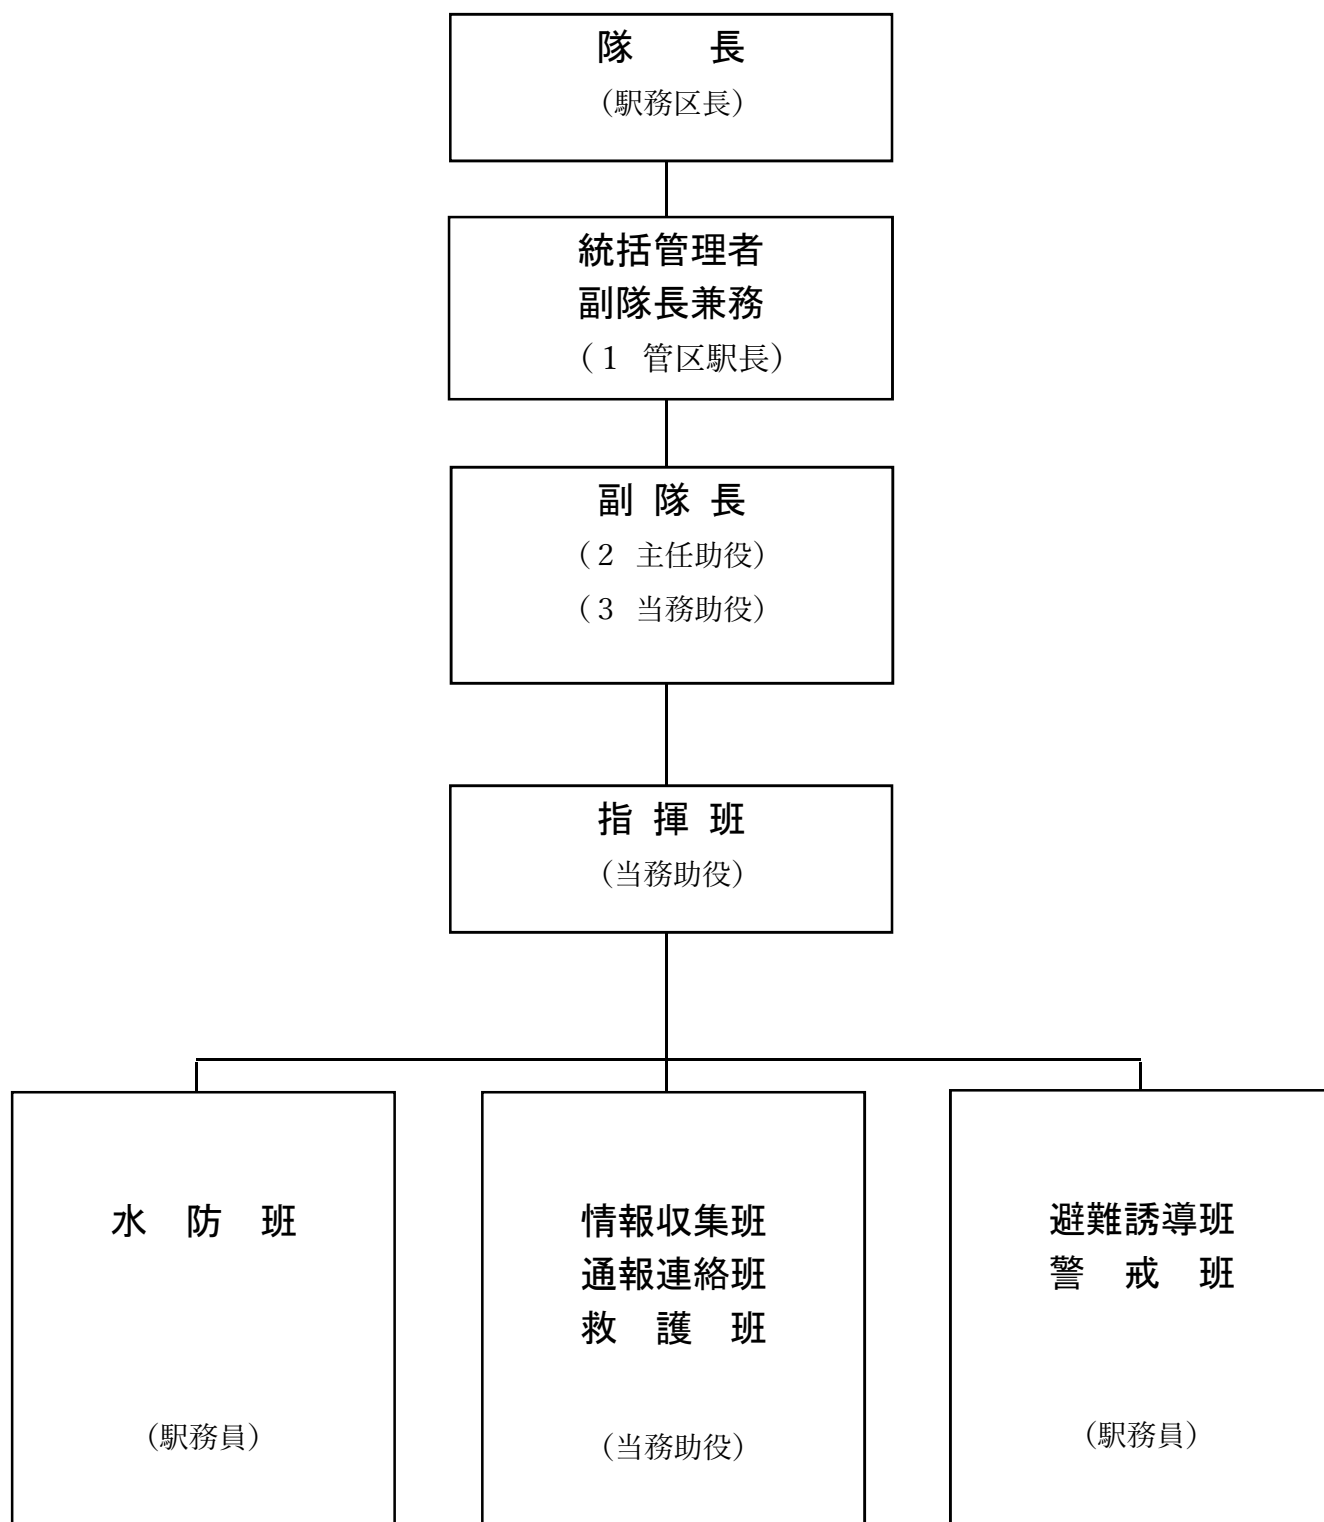 隊　　長
（駅務区長）
統括管理者
副隊長兼務
（１ 管区駅長）
副 隊 長
（２ 主任助役）
（３ 当務助役）
指 揮 班
（当務助役）
水　防　班
（駅務員）
情報収集班
通報連絡班
救　護　班
（当務助役）
避難誘導班
警　戒　班
（駅務員）